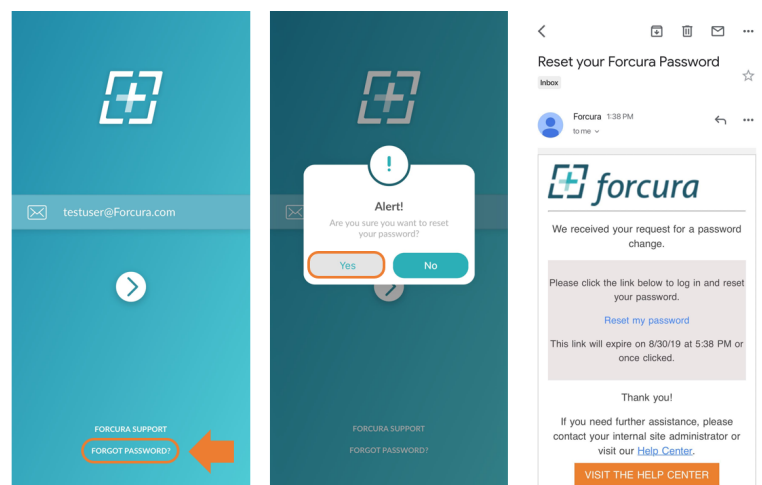 testuser@Forcura.com
FORCURA SUPPORT
FORGOT PASSWORD?
!
Alert!
Are you sure you want to reset
your password?
Yes
No
FORCURA SUPPORT
FORGOT PASSWORD?
Reset your Forcura Password
Inbox
Forcura 1:38 PM
to me
forcura
We received your request for a password
change.
Please click the link below to log in and reset
your password.
Reset my password
This link will expire on 8/30/19 at 5:38 PM or
once clicked.
Thank you!
If you need further assistance, please
contact your internal site administrator or
visit our Help Center.
VISIT THE HELP CENTER